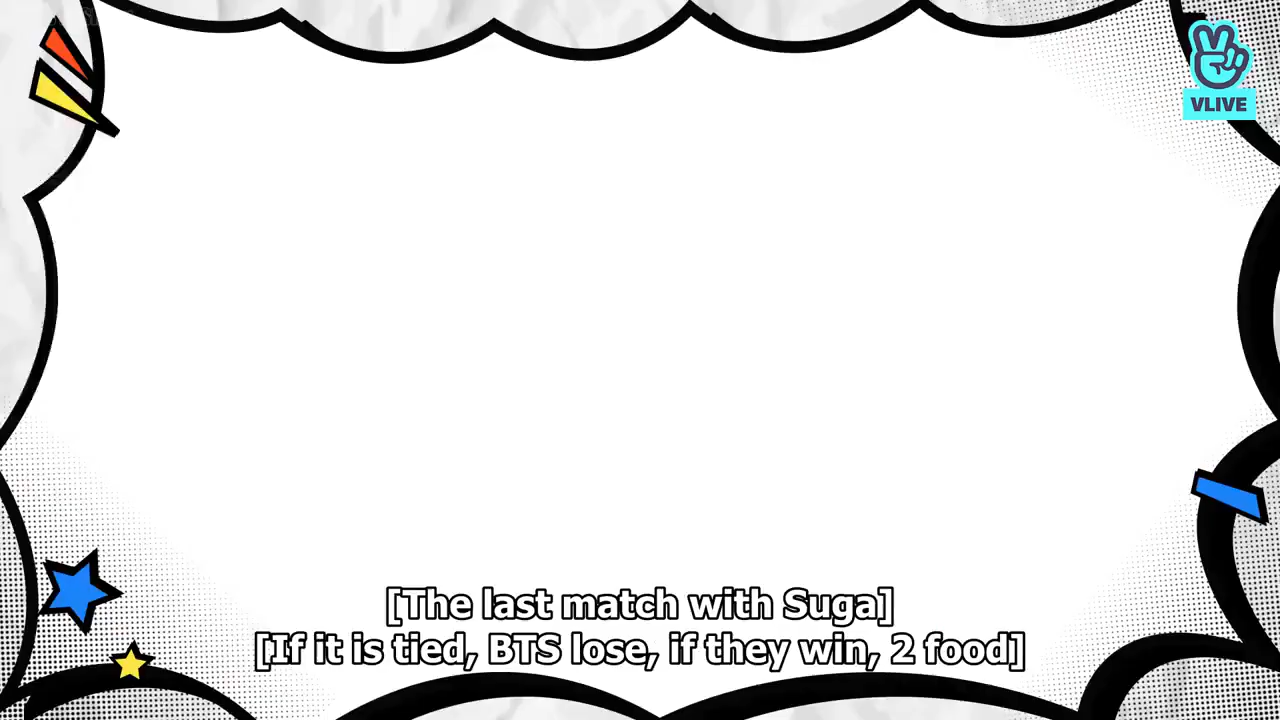 VLIVE
[The last match with Suga]
[If it is tied, BTS lose, if they win, 2 food]